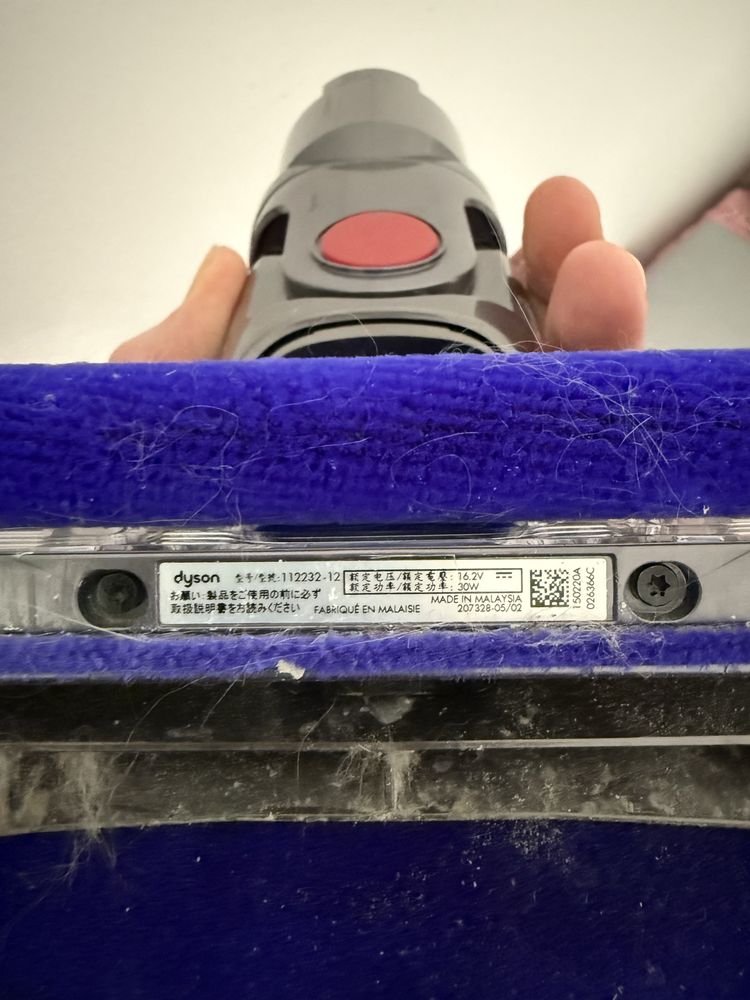 dyson
型号/型號:112232-12
额定电压/額定電壓: 16.2V ⎓
额定功率/額定功率: 30W
お願い:製品をご使用の前に必ず
取扱説明書をお読みください
FABRIQUÉ EN MALAISIE
MADE IN MALAYSIA
207328-05/02
150220A
026366C